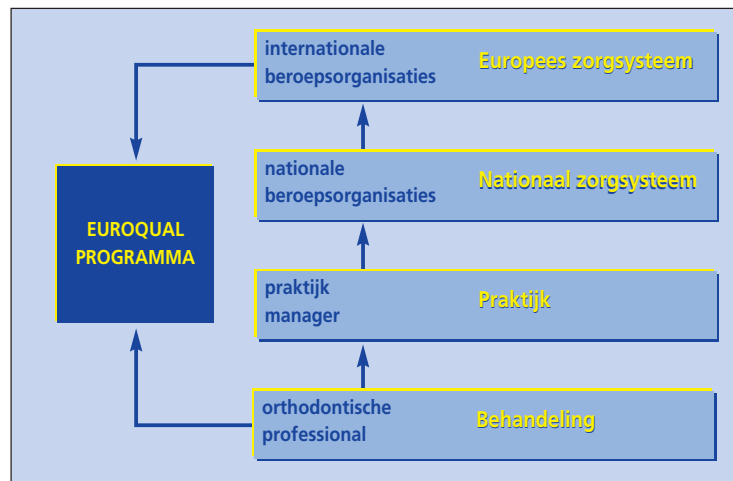 internationale
beroepsorganisaties
Europees zorgsysteem
nationale
beroepsorganisaties
Nationaal zorgsysteem
EUROQUAL
PROGRAMMA
praktijk
manager
Praktijk
orthodontische
professional
Behandeling